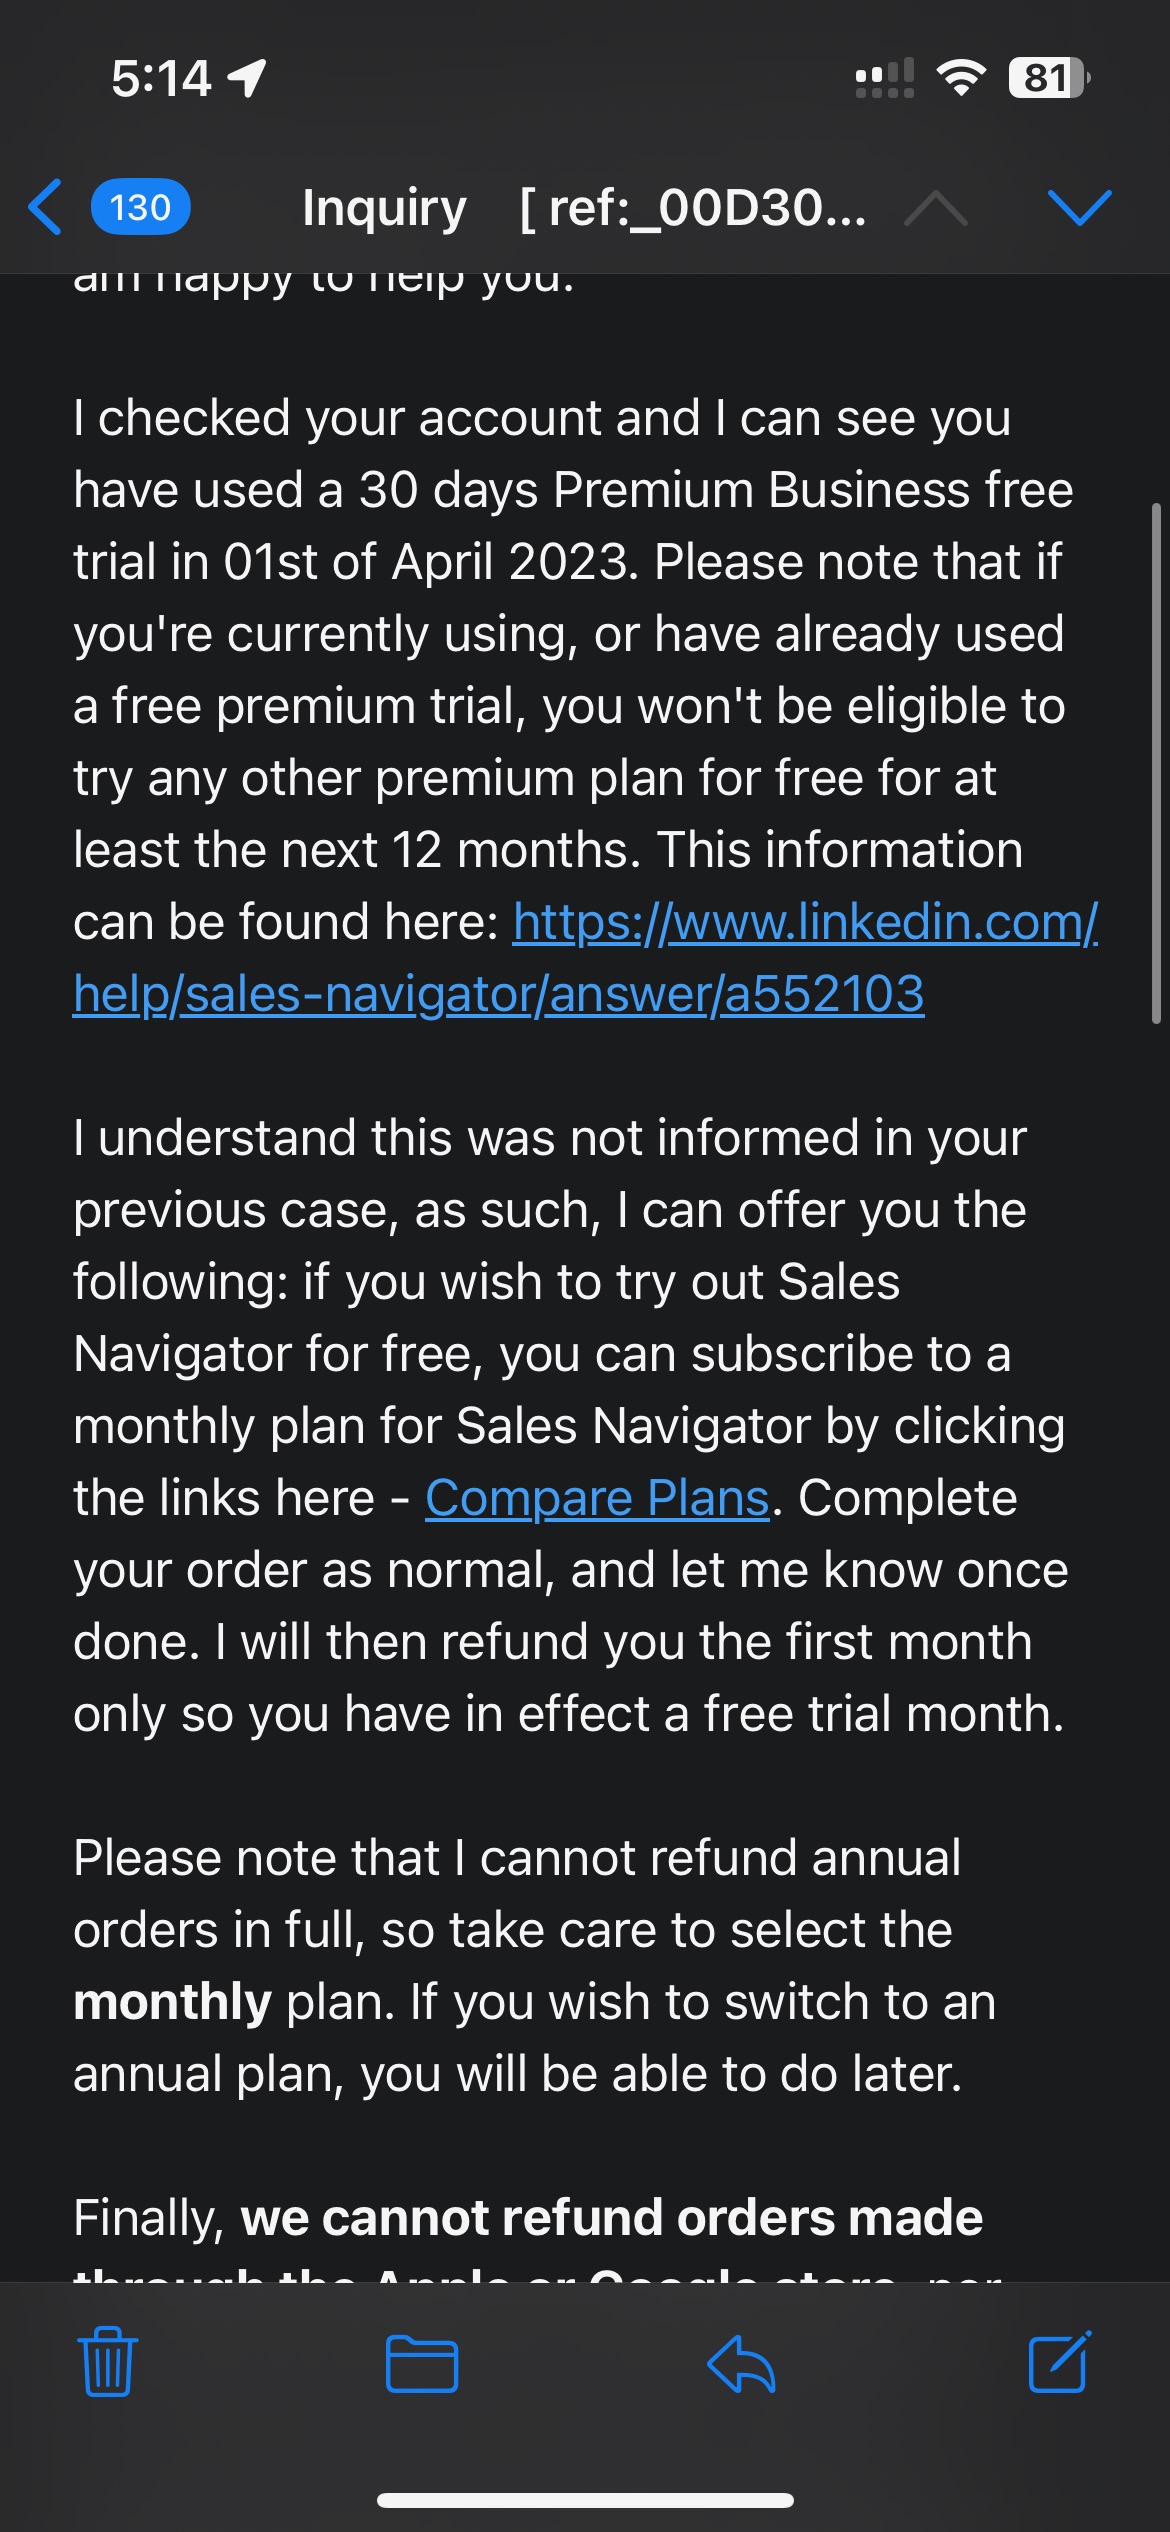 5:14
81
130
Inquiry [ ref:_00D30...
am happy to help you.
I checked your account and I can see you
have used a 30 days Premium Business free
trial in 01st of April 2023. Please note that if
you're currently using, or have already used
a free premium trial, you won't be eligible to
try any other premium plan for free for at
least the next 12 months. This information
can be found here: https://www.linkedin.com/
help/sales-navigator/answer/a552103
I understand this was not informed in your
previous case, as such, I can offer you the
following: if you wish to try out Sales
Navigator for free, you can subscribe to a
monthly plan for Sales Navigator by clicking
the links here - Compare Plans. Complete
your order as normal, and let me know once
done. I will then refund you the first month
only so you have in effect a free trial month.
Please note that I cannot refund annual
orders in full, so take care to select the
monthly plan. If you wish to switch to an
annual plan, you will be able to do later.
Finally, we cannot refund orders made
through the Apple or Google store, per